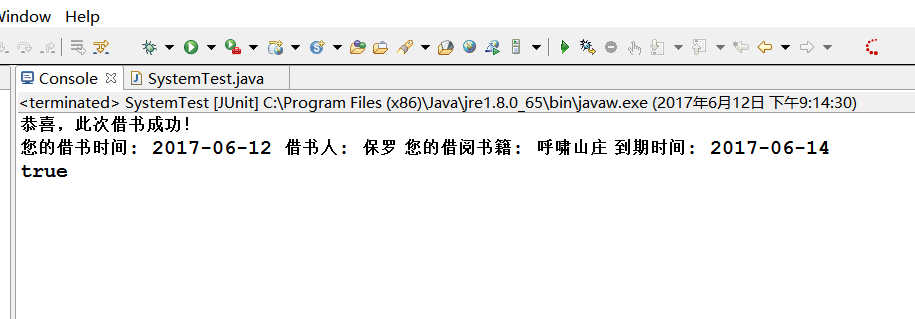 Window Help
Console SystemTest.java
<terminated> SystemTest [JUnit] C:\Program Files (x86)\Java\jre1.8.0_65\bin\javaw.exe (2017年6月12日 下午9:14:30)
恭喜，此次借书成功！
您的借书时间： 2017-06-12 借书人： 保罗 您的借阅书籍： 呼啸山庄 到期时间： 2017-06-14
true